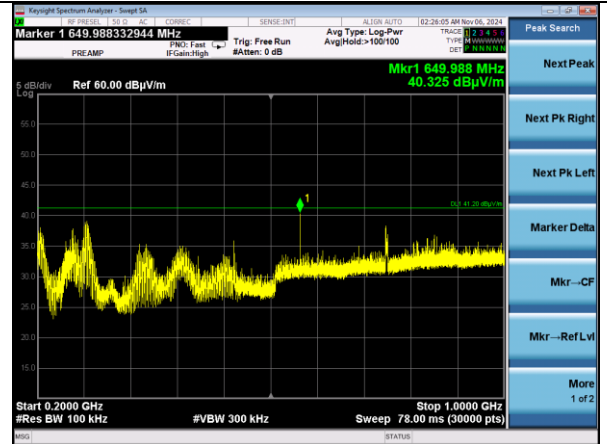 Keysight Spectrum Analyzer - Swept SA
RF PRESEL 50 Ω AC CORREC SENSE:INT ALIGN AUTO 02:26:05 AM Nov 06, 2024
Marker 1 649.988332944 MHz
PREAMP
PNO: Fast
IFGain:High
Trig: Free Run
#Atten: 0 dB
Avg Type: Log-Pwr
Avg|Hold:>100/100
TRACE 1 2 3 4 5 6
TYPE M
DET P N N N N N
Peak Search
Mkr1 649.988 MHz
40.325 dBµV/m
5 dB/div
Log
Ref 60.00 dBµV/m
55.0
50.0
45.0
40.0
35.0
30.0
25.0
20.0
15.0
1
DL1 41.20 dBµV/m
Start 0.2000 GHz
#Res BW 100 kHz
#VBW 300 kHz
Stop 1.0000 GHz
Sweep 78.00 ms (30000 pts)
MSG
STATUS
Next Peak
Next Pk Right
Next Pk Left
Marker Delta
Mkr→CF
Mkr→Ref Lvl
More
1 of 2